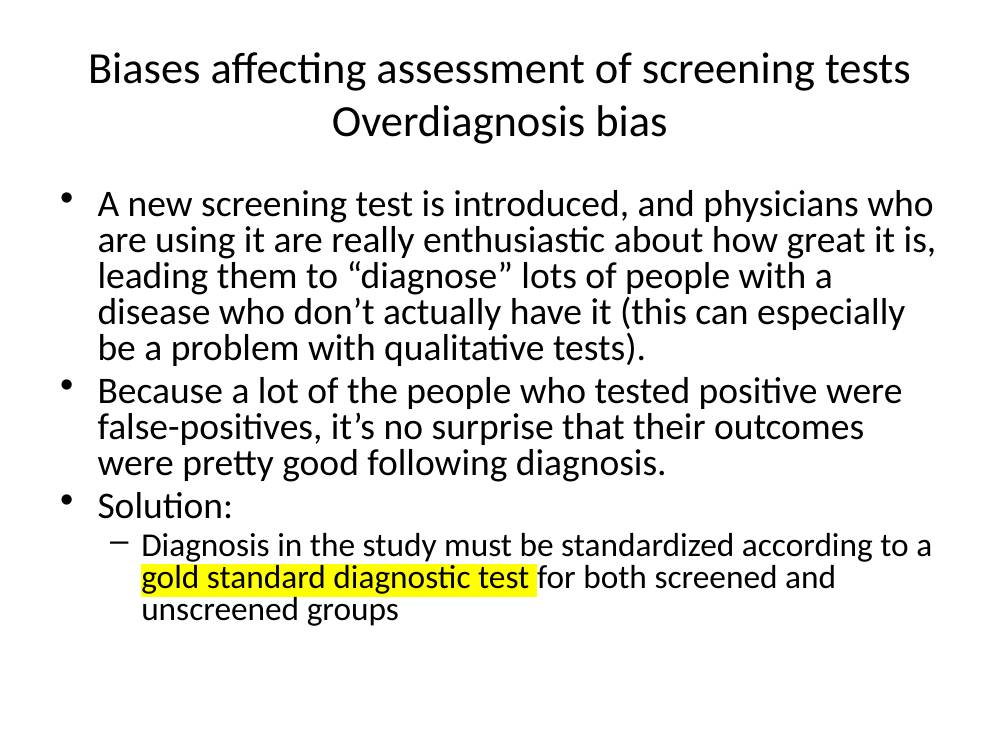 Biases affecting assessment of screening tests
Overdiagnosis bias
• A new screening test is introduced, and physicians who
are using it are really enthusiastic about how great it is,
leading them to “diagnose” lots of people with a
disease who don’t actually have it (this can especially
be a problem with qualitative tests).
• Because a lot of the people who tested positive were
false-positives, it’s no surprise that their outcomes
were pretty good following diagnosis.
• Solution:
– Diagnosis in the study must be standardized according to a
gold standard diagnostic test for both screened and
unscreened groups